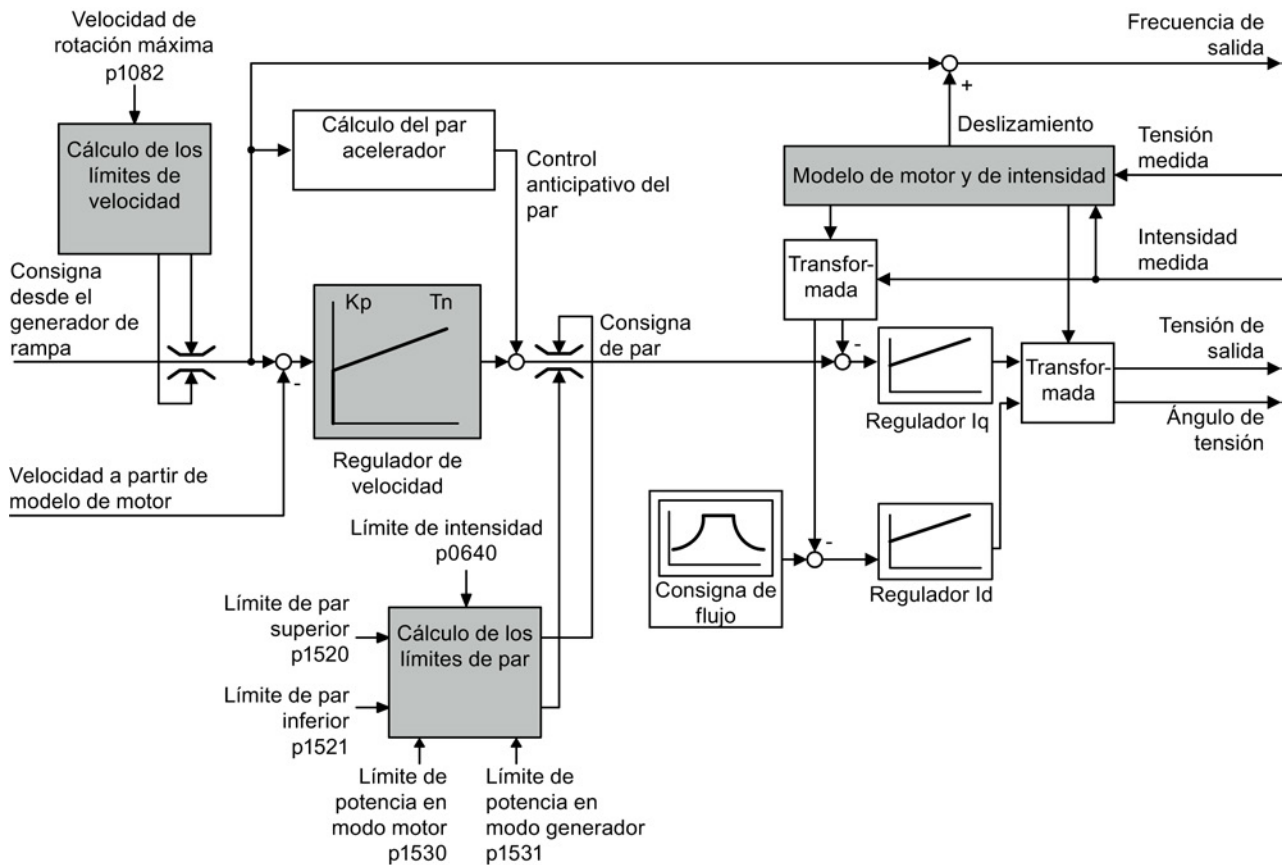 Velocidad de
rotación máxima
p1082
Cálculo de los
límites de
velocidad
Consigna
desde el
generador de
rampa
Velocidad a partir de
modelo de motor
Cálculo del par
acelerador
Control
anticipativo del
par
Kp Tn
-
Regulador de
velocidad
Consigna
de par
Límite de intensidad
p0640
Límite de par
superior
p1520
Cálculo de los
límites de par
Límite de par
inferior
p1521
Límite de
potencia en
modo motor
p1530
Límite de
potencia en
modo generador
p1531
Frecuencia de
salida
+
Deslizamiento
Modelo de motor y de intensidad
Tensión
medida
Intensidad
medida
Transfor-
mada
-
Regulador Iq
Transfor-
mada
Tensión de
salida
Ángulo de
tensión
Consigna de
flujo
-
Regulador Id